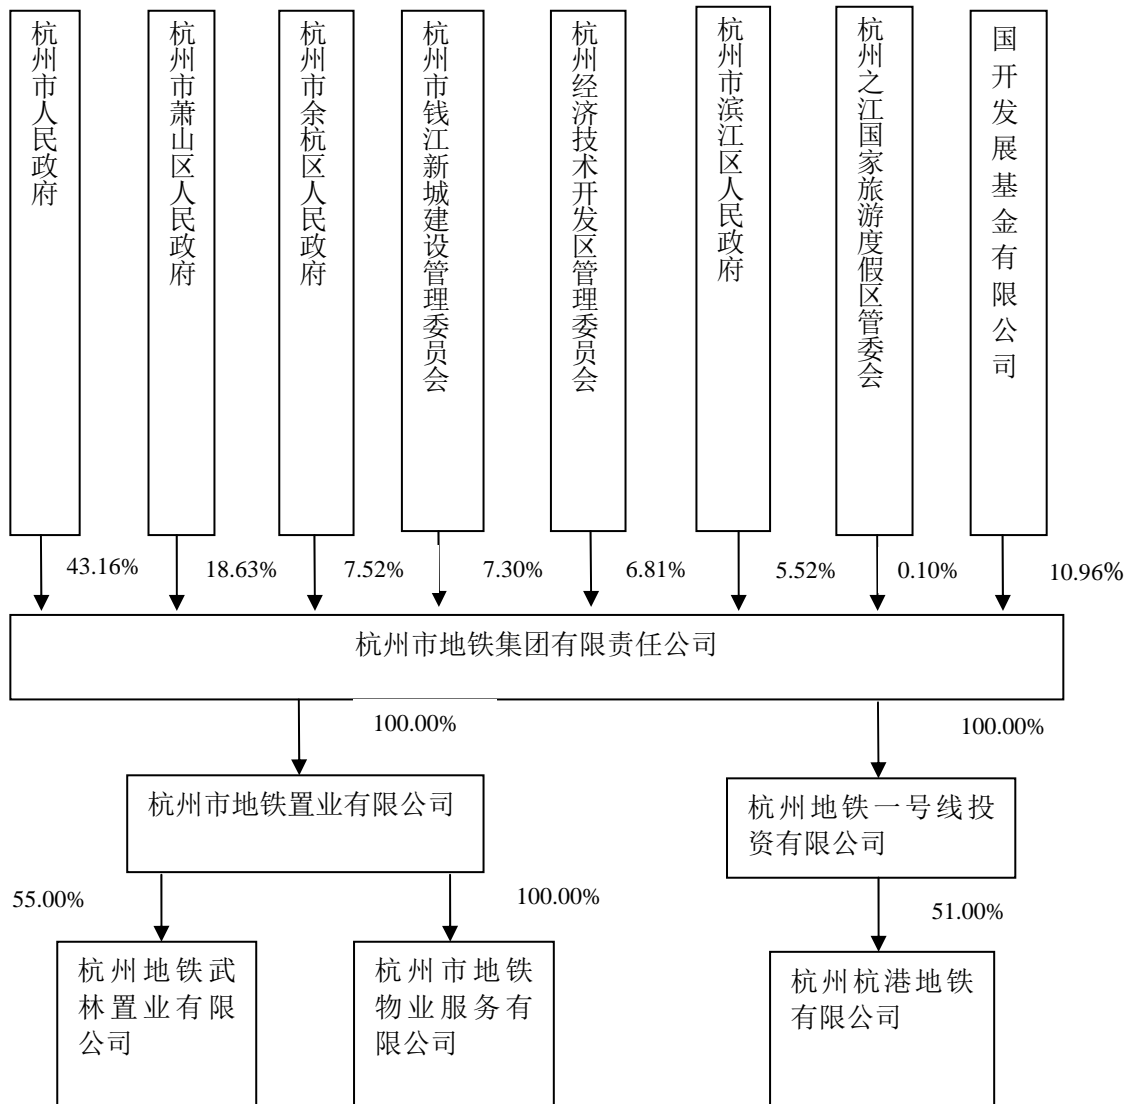 杭州市人民政府
杭州市萧山区人民政府
杭州市余杭区人民政府
杭州市钱江新城建设管理委员会
杭州经济技术开发区管理委员会
杭州市滨江区人民政府
杭州之江国家旅游度假区管委会
国开发展基金有限公司
43.16%
18.63%
7.52%
7.30%
6.81%
5.52%
0.10%
10.96%
杭州市地铁集团有限责任公司
100.00%
100.00%
杭州市地铁置业有限公司
杭州地铁一号线投
资有限公司
55.00%
100.00%
51.00%
杭州地铁武
林置业有限
公司
杭州市地铁
物业服务有
限公司
杭州杭港地铁
有限公司